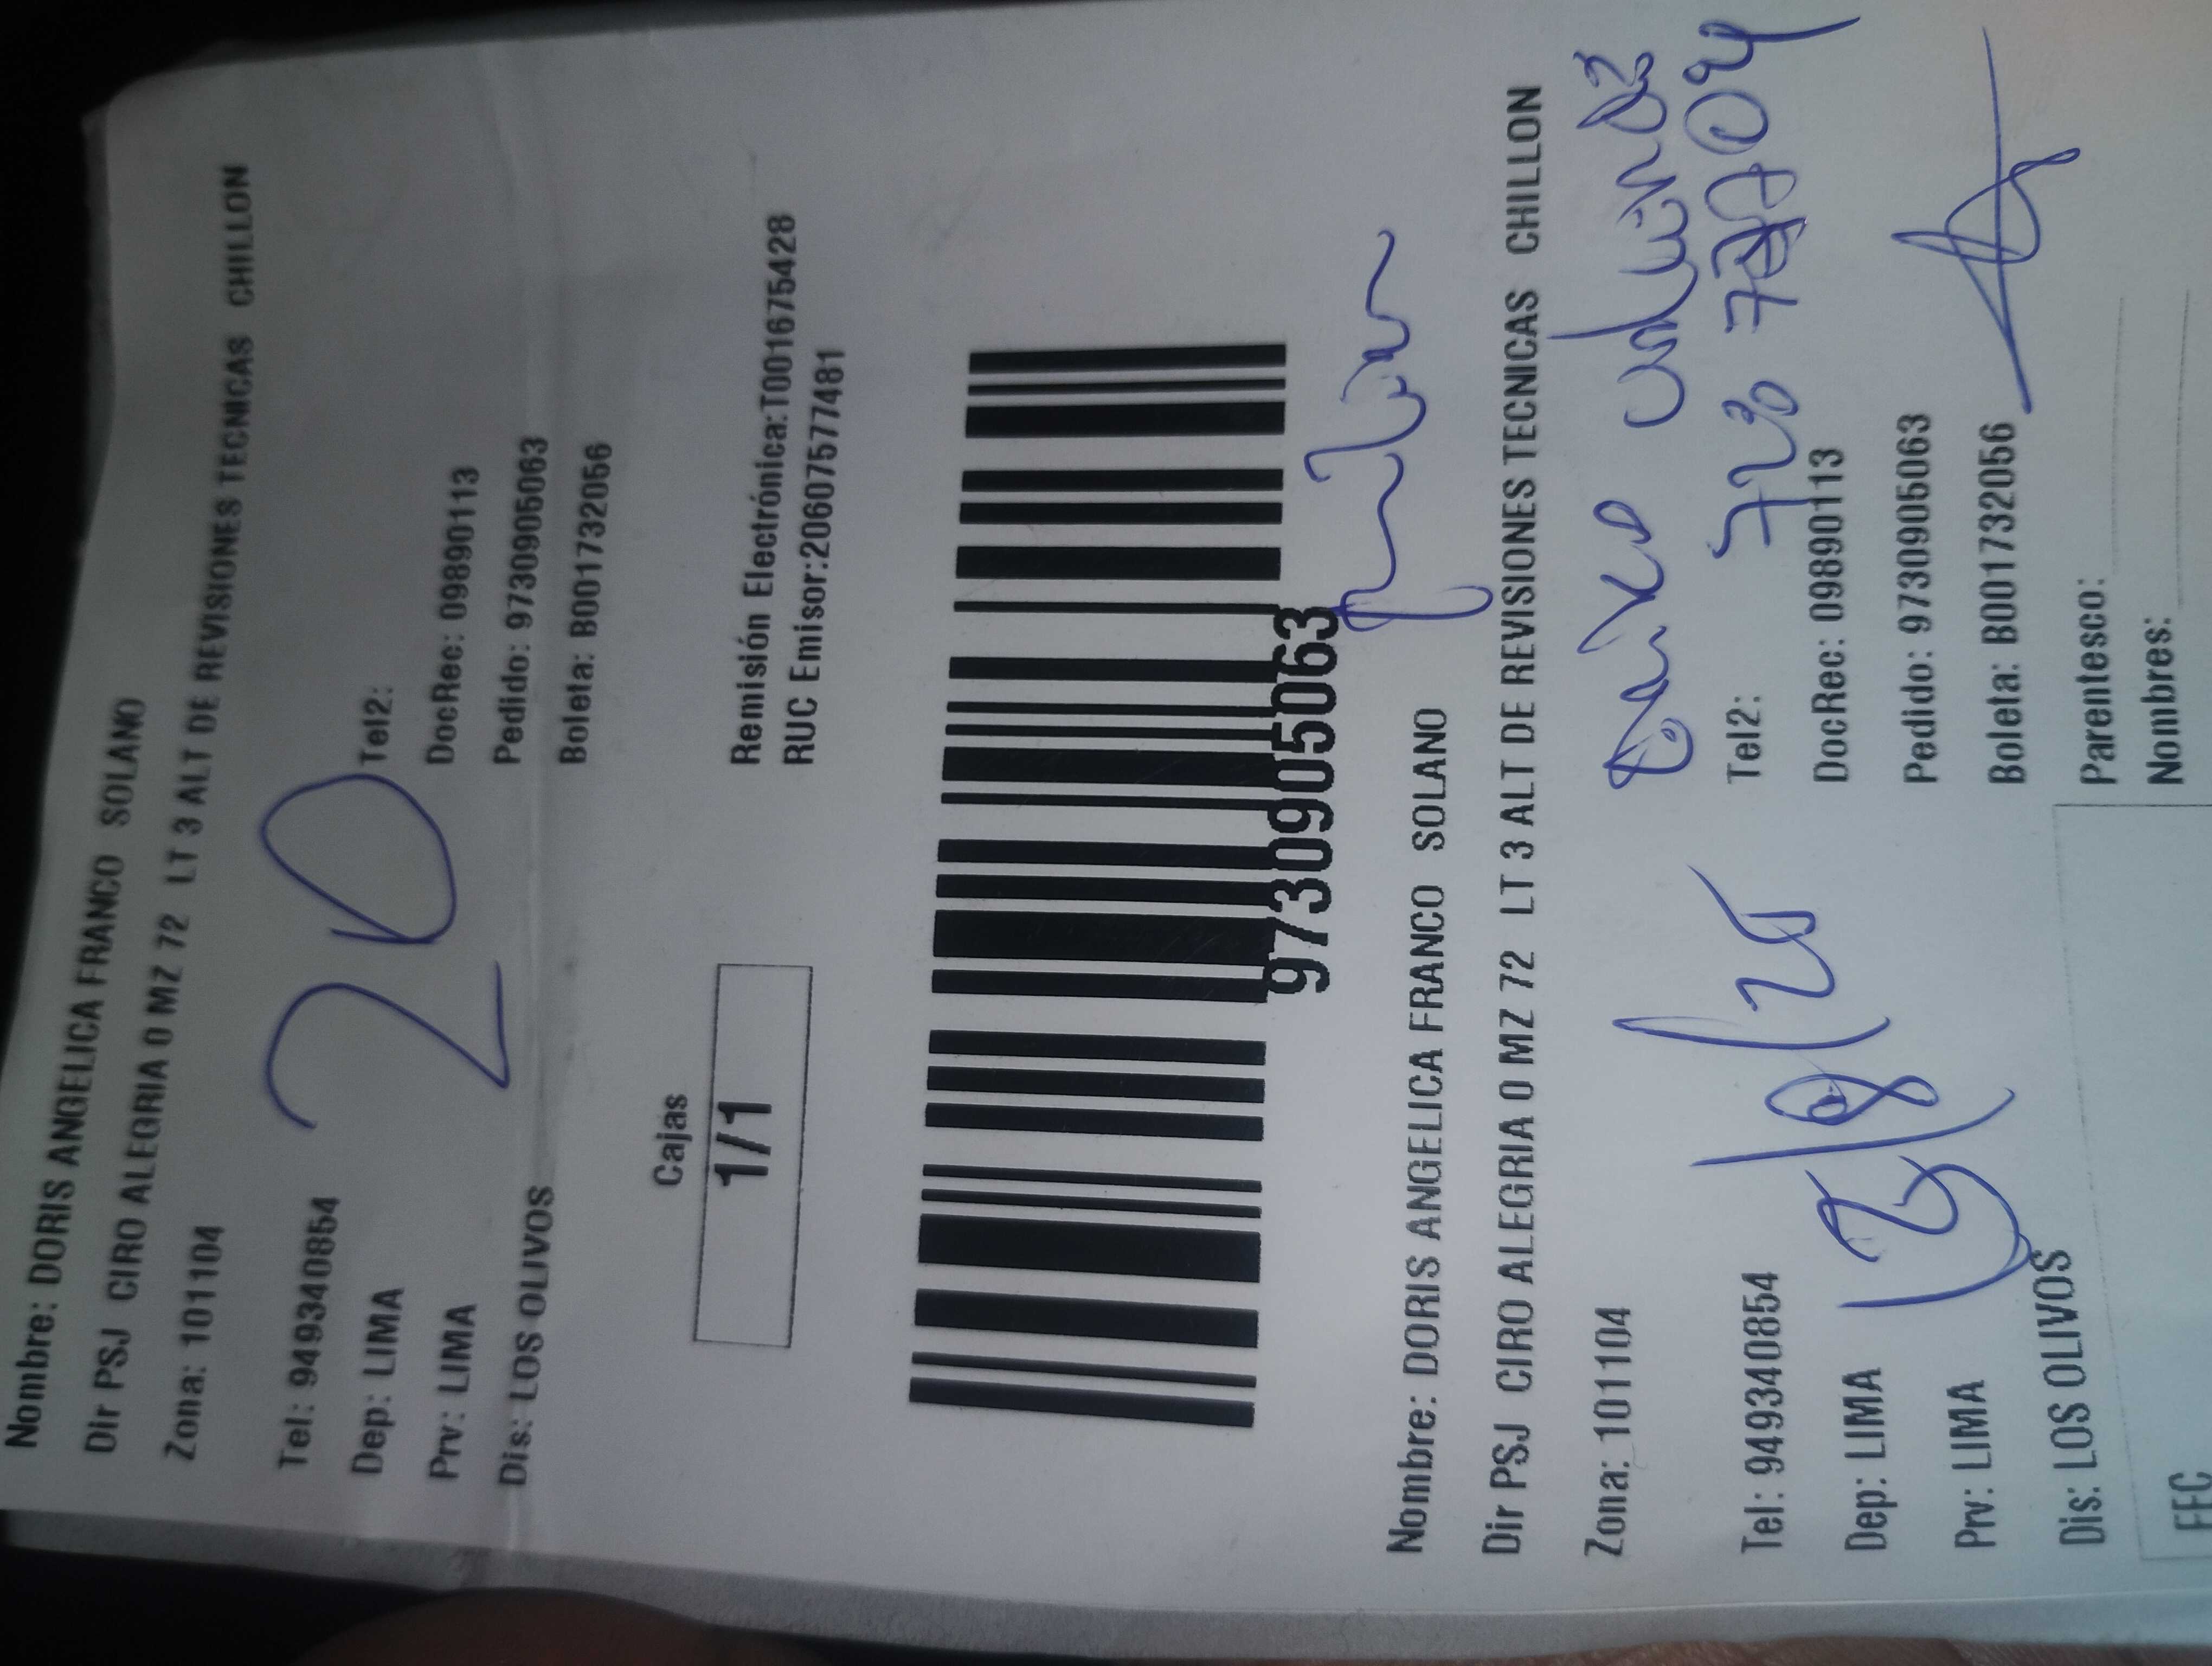 Nombre: DORIS ANGELICA FRANCO SOLANO
Dir PSJ CIRO ALEGRIA 0 MZ 72 LT 3 ALT DE REVISIONES TECNICAS CHILLON
Zona: 101104
20
Tel: 949340854 Tel2:
Dep: LIMA DocRec: 09890113
Prv: LIMA Pedido: 9730905063
Dis: LOS OLIVOS Boleta: B001732056
Cajas
1/1
Remisión Electrónica:T001675428
RUC Emisor:20607577481
9730905063
Nombre: DORIS ANGELICA FRANCO SOLANO
Dir PSJ CIRO ALEGRIA 0 MZ 72 LT 3 ALT DE REVISIONES TECNICAS CHILLON
Zona: 101104
Tel: 949340854 Tel2:
Dep: LIMA DocRec: 09890113
Prv: LIMA Pedido: 9730905063
Dis: LOS OLIVOS Boleta: B001732056
Parentesco:
Nombres: